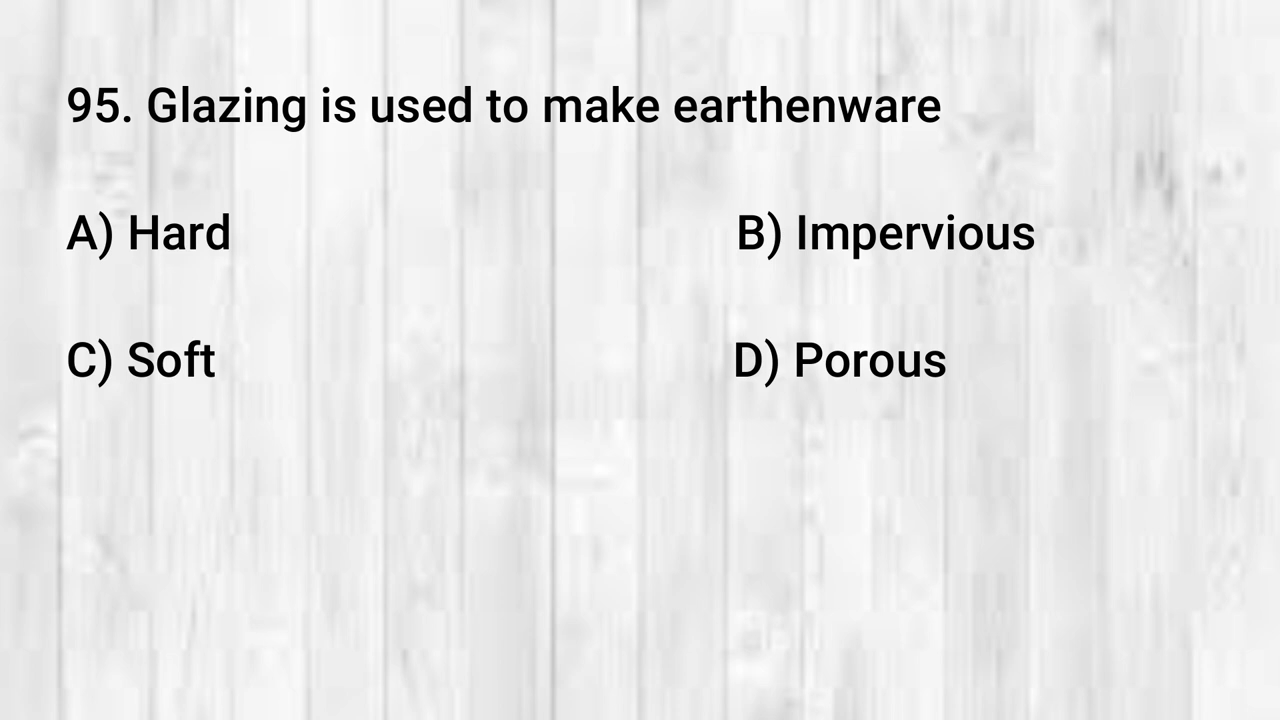 95. Glazing is used to make earthenware
A) Hard B) Impervious
C) Soft D) Porous